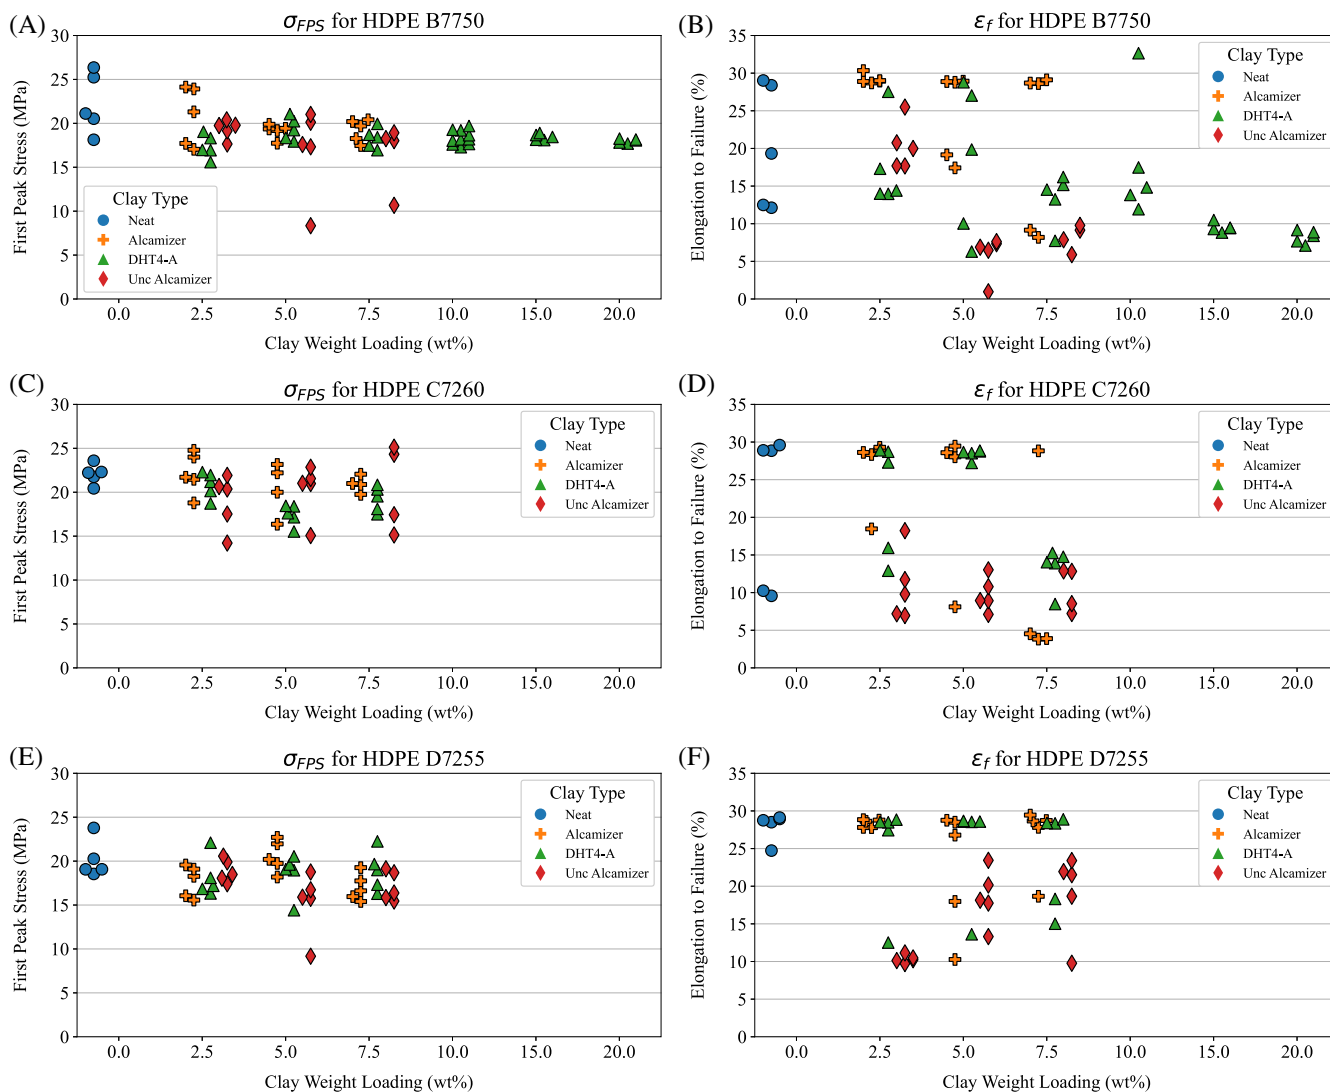 (A)
σ_FPS for HDPE B7750
30
25
20
15
10
5
0
First Peak Stress (MPa)
Clay Type
Neat
Alcamizer
DHT4-A
Unc Alcamizer
0.0 2.5 5.0 7.5 10.0 15.0 20.0
Clay Weight Loading (wt%)
(B)
ε_f for HDPE B7750
35
30
25
20
15
10
5
0
Elongation to Failure (%)
Clay Type
Neat
Alcamizer
DHT4-A
Unc Alcamizer
0.0 2.5 5.0 7.5 10.0 15.0 20.0
Clay Weight Loading (wt%)
(C)
σ_FPS for HDPE C7260
30
25
20
15
10
5
0
First Peak Stress (MPa)
Clay Type
Neat
Alcamizer
DHT4-A
Unc Alcamizer
0.0 2.5 5.0 7.5 10.0 15.0 20.0
Clay Weight Loading (wt%)
(D)
ε_f for HDPE C7260
35
30
25
20
15
10
5
0
Elongation to Failure (%)
Clay Type
Neat
Alcamizer
DHT4-A
Unc Alcamizer
0.0 2.5 5.0 7.5 10.0 15.0 20.0
Clay Weight Loading (wt%)
(E)
σ_FPS for HDPE D7255
30
25
20
15
10
5
0
First Peak Stress (MPa)
Clay Type
Neat
Alcamizer
DHT4-A
Unc Alcamizer
0.0 2.5 5.0 7.5 10.0 15.0 20.0
Clay Weight Loading (wt%)
(F)
ε_f for HDPE D7255
35
30
25
20
15
10
5
0
Elongation to Failure (%)
Clay Type
Neat
Alcamizer
DHT4-A
Unc Alcamizer
0.0 2.5 5.0 7.5 10.0 15.0 20.0
Clay Weight Loading (wt%)